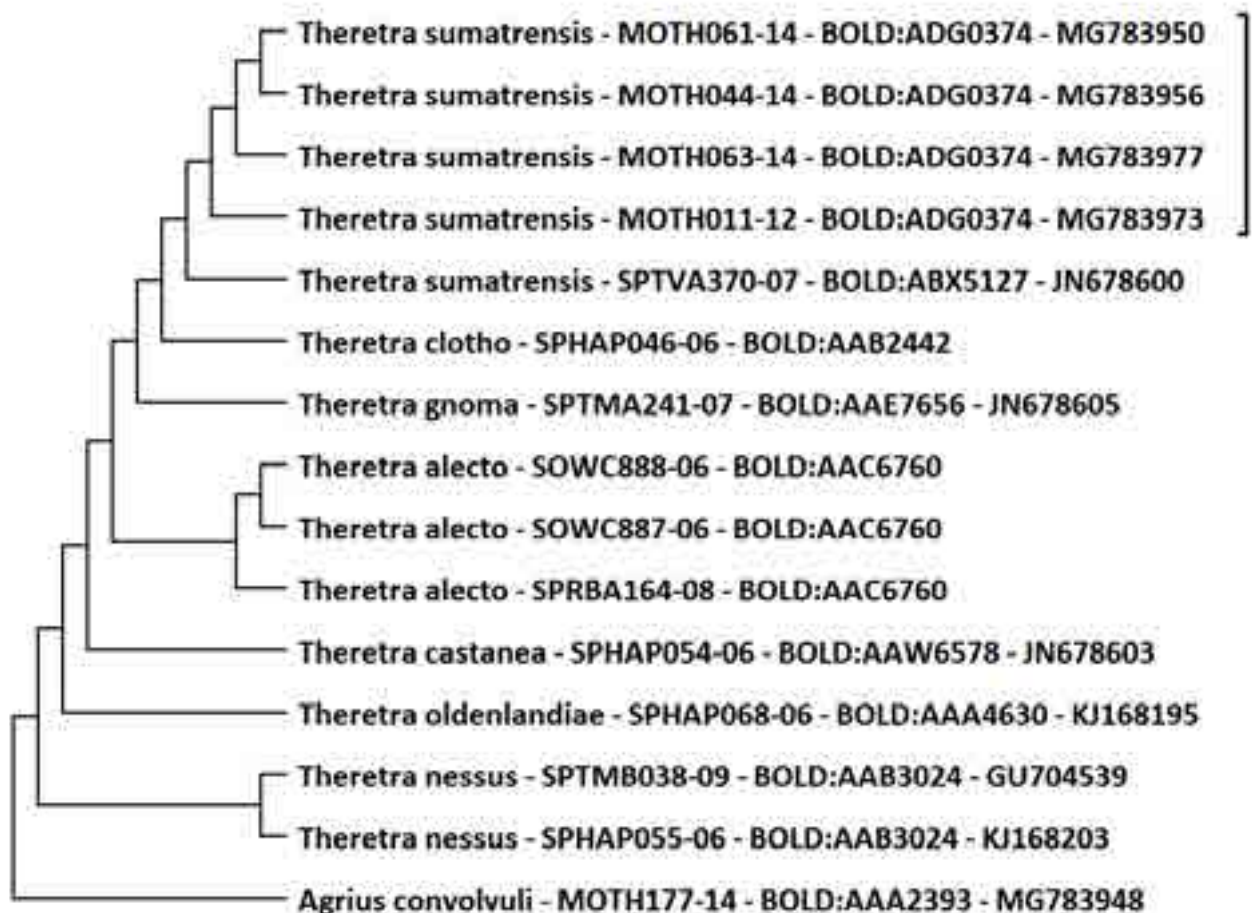 Theretra sumatrensis - MOTH061-14 - BOLD:ADG0374 - MG783950
Theretra sumatrensis - MOTH044-14 - BOLD:ADG0374 - MG783956
Theretra sumatrensis - MOTH063-14 - BOLD:ADG0374 - MG783977
Theretra sumatrensis - MOTH011-12 - BOLD:ADG0374 - MG783973
Theretra sumatrensis - SPTVA370-07 - BOLD:ABX5127 - JN678600
Theretra clotho - SPHAP046-06 - BOLD:AAB2442
Theretra gnoma - SPTMA241-07 - BOLD:AAE7656 - JN678605
Theretra alecto - SOWC888-06 - BOLD:AAC6760
Theretra alecto - SOWC887-06 - BOLD:AAC6760
Theretra alecto - SPRBA164-08 - BOLD:AAC6760
Theretra castanea - SPHAP054-06 - BOLD:AAW6578 - JN678603
Theretra oldenlandiae - SPHAP068-06 - BOLD:AAA4630 - KJ168195
Theretra nessus - SPTMB038-09 - BOLD:AAB3024 - GU704539
Theretra nessus - SPHAP055-06 - BOLD:AAB3024 - KJ168203
Agrius convolvuli - MOTH177-14 - BOLD:AAA2393 - MG783948